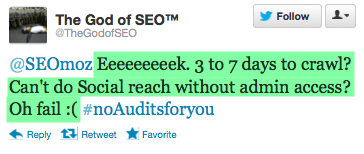 The God of SEO™
@TheGodofSEO
Follow
@SEOmoz Eeeeeeeeek. 3 to 7 days to crawl?
Can't do Social reach without admin access?
Oh fail :( #noAuditsforyou
Reply Retweet Favorite